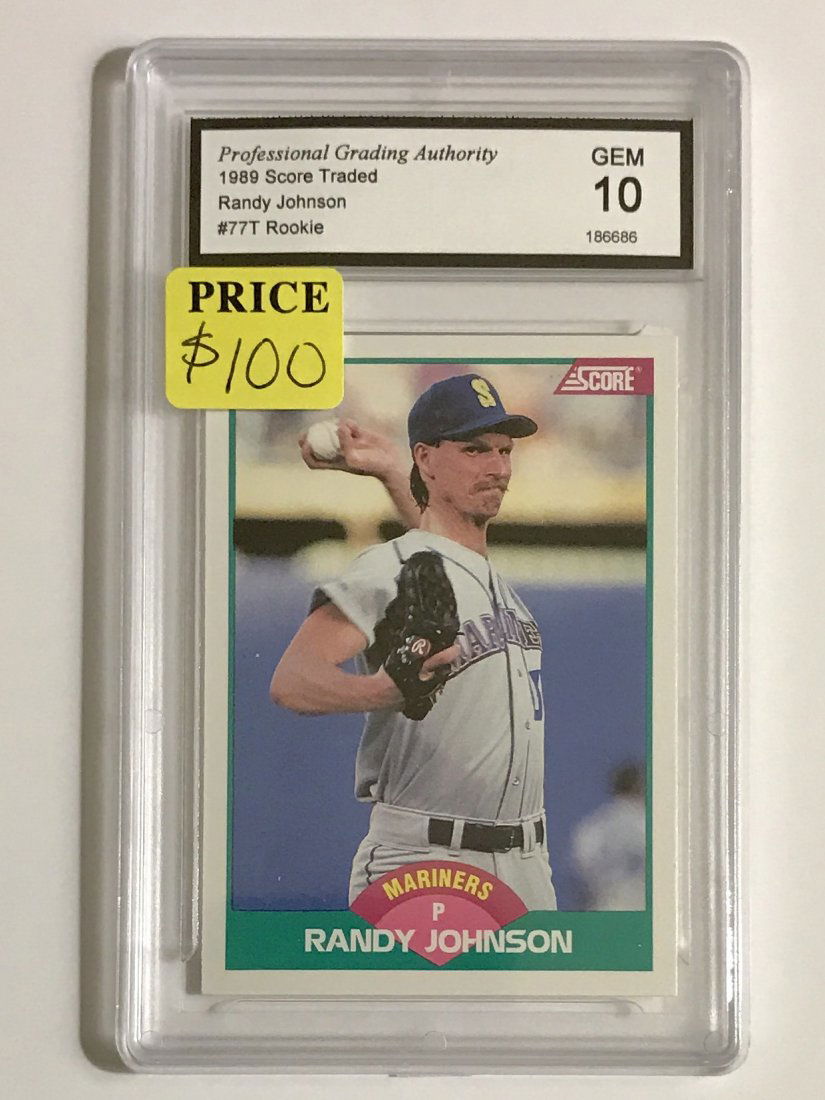 Professional Grading Authority
1989 Score Traded
Randy Johnson
#77T Rookie
GEM
10
186686
PRICE
$100
SCORE
S
R
MARINERS
P
RANDY JOHNSON